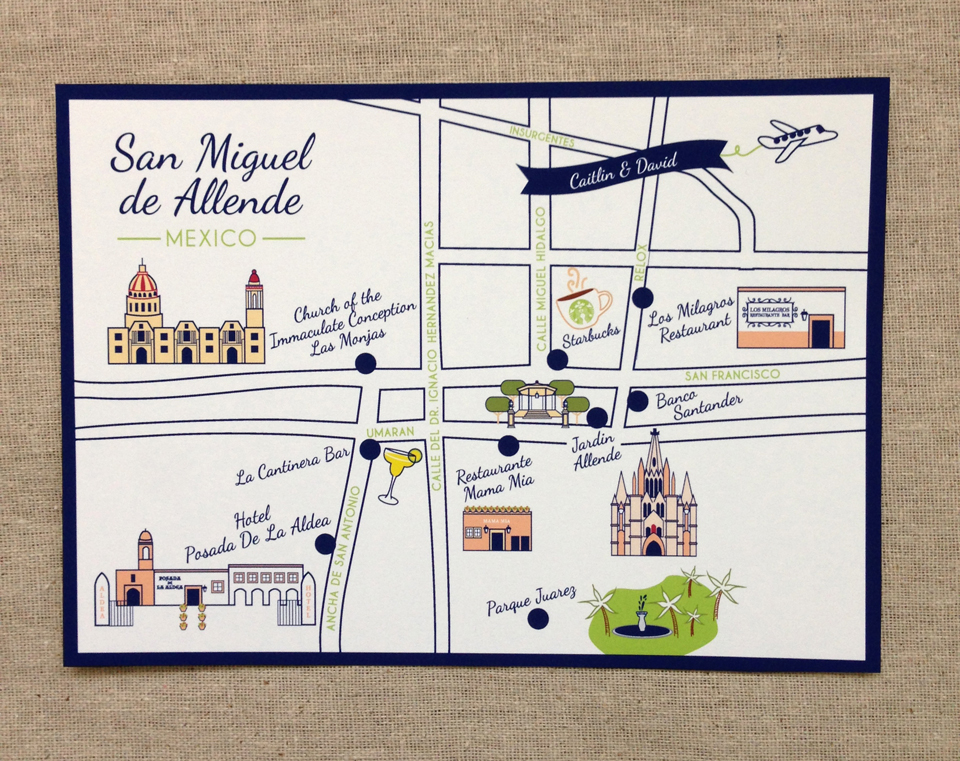 San Miguel
de Allende
MEXICO
INSURGENTES
Caitlin & David
CALLE DEL DR. IGNACIO HERNANDEZ MACIAS
CALLE MIGUEL HIDALGO
RELOX
Church of the
Immaculate Conception
Las Monjas
Starbucks
Los Milagros
Restaurant
LOS MILAGROS
RESTAURANTE BAR
SAN FRANCISCO
Banco
Santander
Jardin
Allende
UMARAN
La Cantinera Bar
Restaurante
Mama Mia
MAMA MIA
Hotel
Posada De La Aldea
ANCHA DE SAN ANTONIO
ALDEA
POSADA
DE
LA ALDEA
HOTEL
Parque Juarez